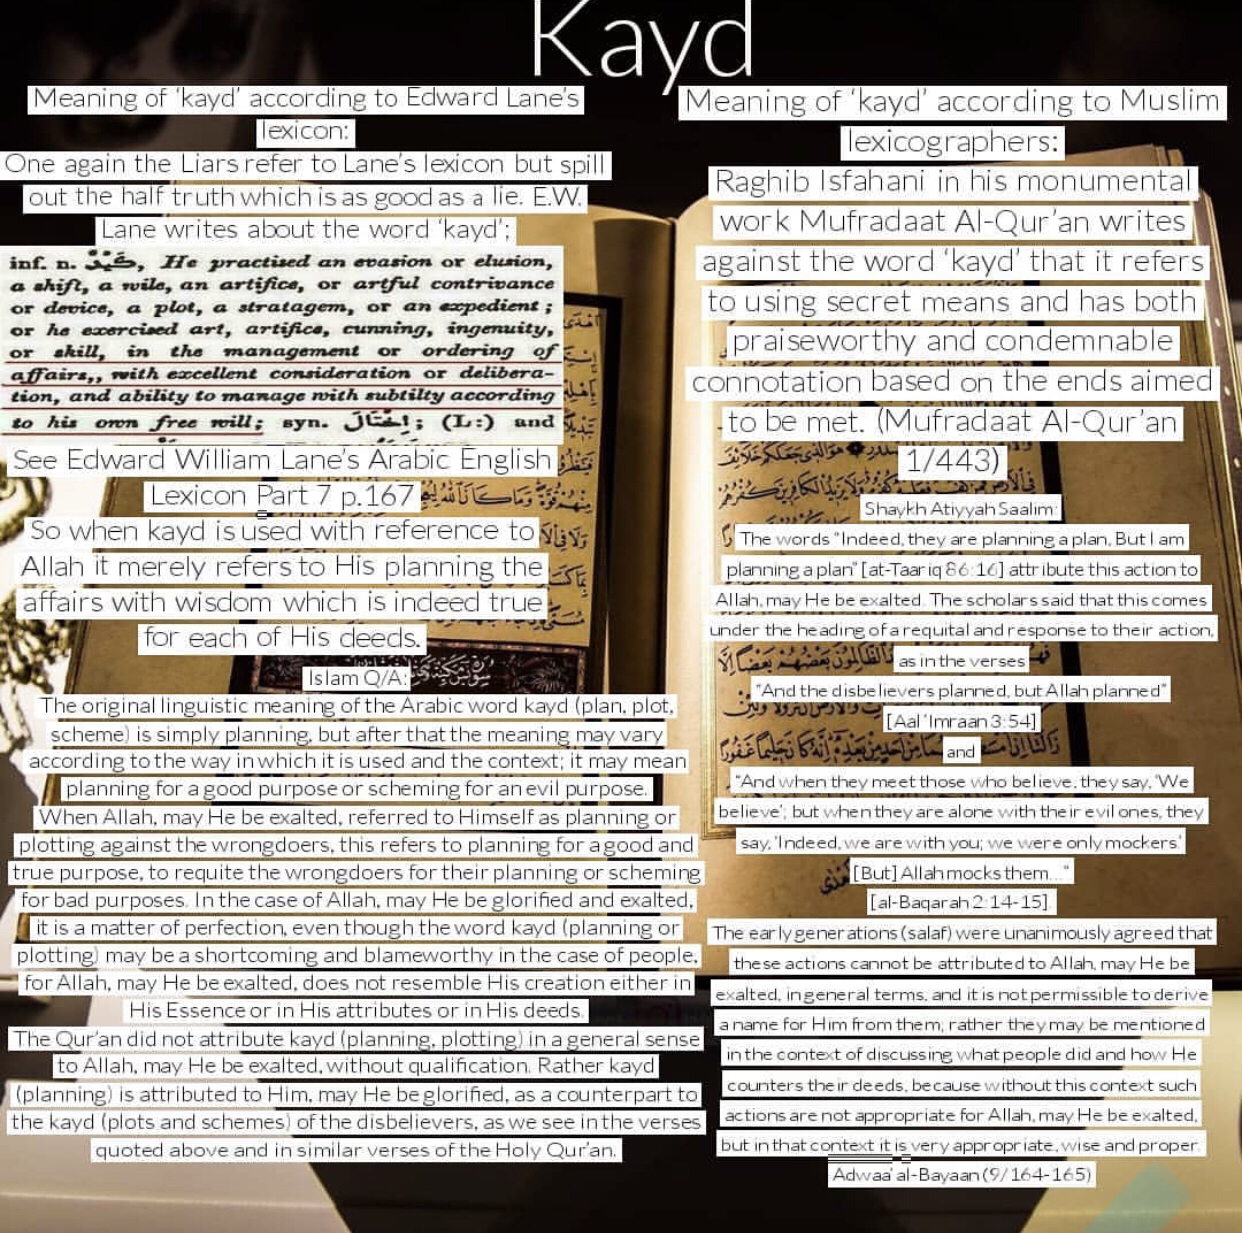 Kayd
Meaning of 'kayd' according to Edward Lane's
lexicon:
One again the Liars refer to Lane's lexicon but spill
out the half truth which is as good as a lie. E.W.
Lane writes about the word 'kayd';
inf. n. كَيْدٌ, He practised an evasion or elusion,
a shift, a wile, an artifice, or artful contrivance
or device, a plot, a stratagem, or an expedient;
or he exercised art, artifice, cunning, ingenuity,
or skill, in the management or ordering of
affairs,, with excellent consideration or delibera-
tion, and ability to manage with subtilty according
to his own free will; syn. اِحْتَالَ; (L:) and
See Edward William Lane's Arabic English
Lexicon Part 7 p.167
So when kayd is used with reference to
Allah it merely refers to His planning the
affairs with wisdom which is indeed true
for each of His deeds.
Islam Q/A:
The original linguistic meaning of the Arabic word kayd (plan, plot,
scheme) is simply planning, but after that the meaning may vary
according to the way in which it is used and the context; it may mean
planning for a good purpose or scheming for an evil purpose.
When Allah, may He be exalted, referred to Himself as planning or
plotting against the wrongdoers, this refers to planning for a good and
true purpose, to requite the wrongdoers for their planning or scheming
for bad purposes. In the case of Allah, may He be glorified and exalted,
it is a matter of perfection, even though the word kayd (planning or
plotting) may be a shortcoming and blameworthy in the case of people,
for Allah, may He be exalted, does not resemble His creation either in
His Essence or in His attributes or in His deeds.
The Qur'an did not attribute kayd (planning, plotting) in a general sense
to Allah, may He be exalted, without qualification. Rather kayd
(planning) is attributed to Him, may He be glorified, as a counterpart to
the kayd (plots and schemes) of the disbelievers, as we see in the verses
quoted above and in similar verses of the Holy Qur'an.
Meaning of 'kayd' according to Muslim
lexicographers:
Raghib Isfahani in his monumental
work Mufradaat Al-Qur'an writes
against the word 'kayd' that it refers
to using secret means and has both
praiseworthy and condemnable
connotation based on the ends aimed
to be met. (Mufradaat Al-Qur'an
1/443)
Shaykh Atiyyah Saalim:
The words "Indeed, they are planning a plan, But I am
planning a plan" [at-Taariq 86:16] attribute this action to
Allah, may He be exalted. The scholars said that this comes
under the heading of a requital and response to their action,
as in the verses
"And the disbelievers planned, but Allah planned"
[Aal 'Imraan 3:54]
and
"And when they meet those who believe, they say, 'We
believe'; but when they are alone with their evil ones, they
say, 'Indeed, we are with you; we were only mockers.'
[But] Allah mocks them..."
[al-Baqarah 2:14-15].
The early generations (salaf) were unanimously agreed that
these actions cannot be attributed to Allah, may He be
exalted, in general terms, and it is not permissible to derive
a name for Him from them; rather they may be mentioned
in the context of discussing what people did and how He
counters their deeds, because without this context such
actions are not appropriate for Allah, may He be exalted,
but in that context it is very appropriate, wise and proper.
Adwaa' al-Bayaan (9/164-165)